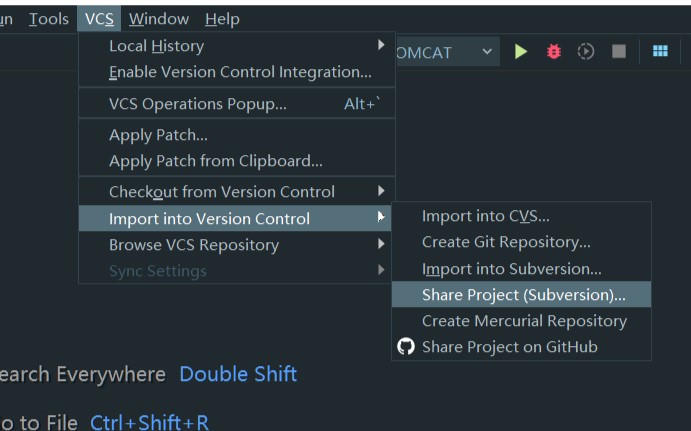 un Tools VCS Window Help
Local History
OMCAT
Enable Version Control Integration...
VCS Operations Popup... Alt+`
Apply Patch...
Apply Patch from Clipboard...
Checkout from Version Control
Import into Version Control
Browse VCS Repository
Sync Settings
Import into CVS...
Create Git Repository...
Import into Subversion...
Share Project (Subversion)...
Create Mercurial Repository
Share Project on GitHub
earch Everywhere Double Shift
o to File Ctrl+Shift+R